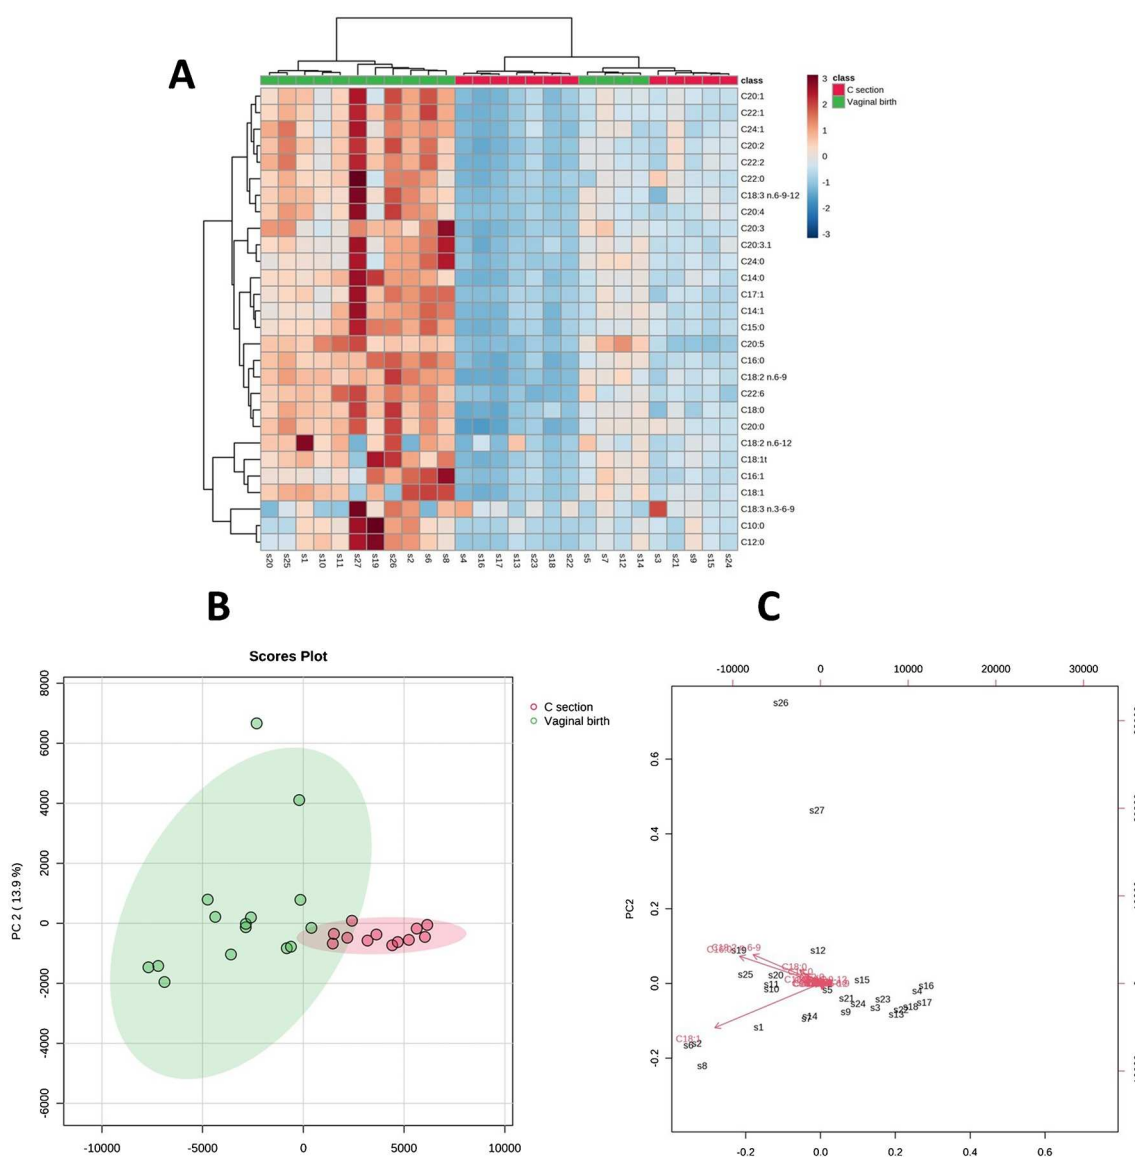 A
class
3 class
C section
2 Vaginal birth
1
0
-1
-2
-3
C20:1
C22:1
C24:1
C20:2
C22:2
C22:0
C18:3 n.6-9-12
C20:4
C20:3
C20:3.1
C24:0
C14:0
C17:1
C14:1
C15:0
C20:5
C16:0
C18:2 n.6-9
C22:6
C18:0
C20:0
C18:2 n.6-12
C18:1t
C16:1
C18:1
C18:3 n.3-6-9
C10:0
C12:0
s20 s25 s1 s10 s11 s27 s19 s26 s2 s6 s8 s4 s16 s17 s13 s23 s18 s22 s5 s7 s12 s14 s3 s21 s9 s15 s24
B
Scores Plot
C section
Vaginal birth
PC 2 ( 13.9 %)
8000
6000
4000
2000
0
-2000
-4000
-6000
-10000 -5000 0 5000 10000
C
-10000 0 10000 20000 30000
PC2
0.6
0.4
0.2
0.0
-0.2
s26
s27
s12
s19
C18:0
s25
s20
s11
s10
s15
s5
s16
s4
s21
s23
s24
s17
s3
s18
s9
s22
s13
s14
s7
s1
C18:1
s6
s2
s8
-0.2 0.0 0.2 0.4 0.6